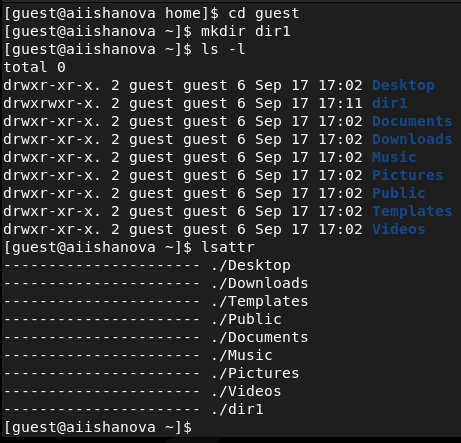 [guest@aiishanova home]$ cd guest
[guest@aiishanova ~]$ mkdir dir1
[guest@aiishanova ~]$ ls -l
total 0
drwxr-xr-x. 2 guest guest 6 Sep 17 17:02 Desktop
drwxrwxr-x. 2 guest guest 6 Sep 17 17:11 dir1
drwxr-xr-x. 2 guest guest 6 Sep 17 17:02 Documents
drwxr-xr-x. 2 guest guest 6 Sep 17 17:02 Downloads
drwxr-xr-x. 2 guest guest 6 Sep 17 17:02 Music
drwxr-xr-x. 2 guest guest 6 Sep 17 17:02 Pictures
drwxr-xr-x. 2 guest guest 6 Sep 17 17:02 Public
drwxr-xr-x. 2 guest guest 6 Sep 17 17:02 Templates
drwxr-xr-x. 2 guest guest 6 Sep 17 17:02 Videos
[guest@aiishanova ~]$ lsattr
---------------------- ./Desktop
---------------------- ./Downloads
---------------------- ./Templates
---------------------- ./Public
---------------------- ./Documents
---------------------- ./Music
---------------------- ./Pictures
---------------------- ./Videos
---------------------- ./dir1
[guest@aiishanova ~]$